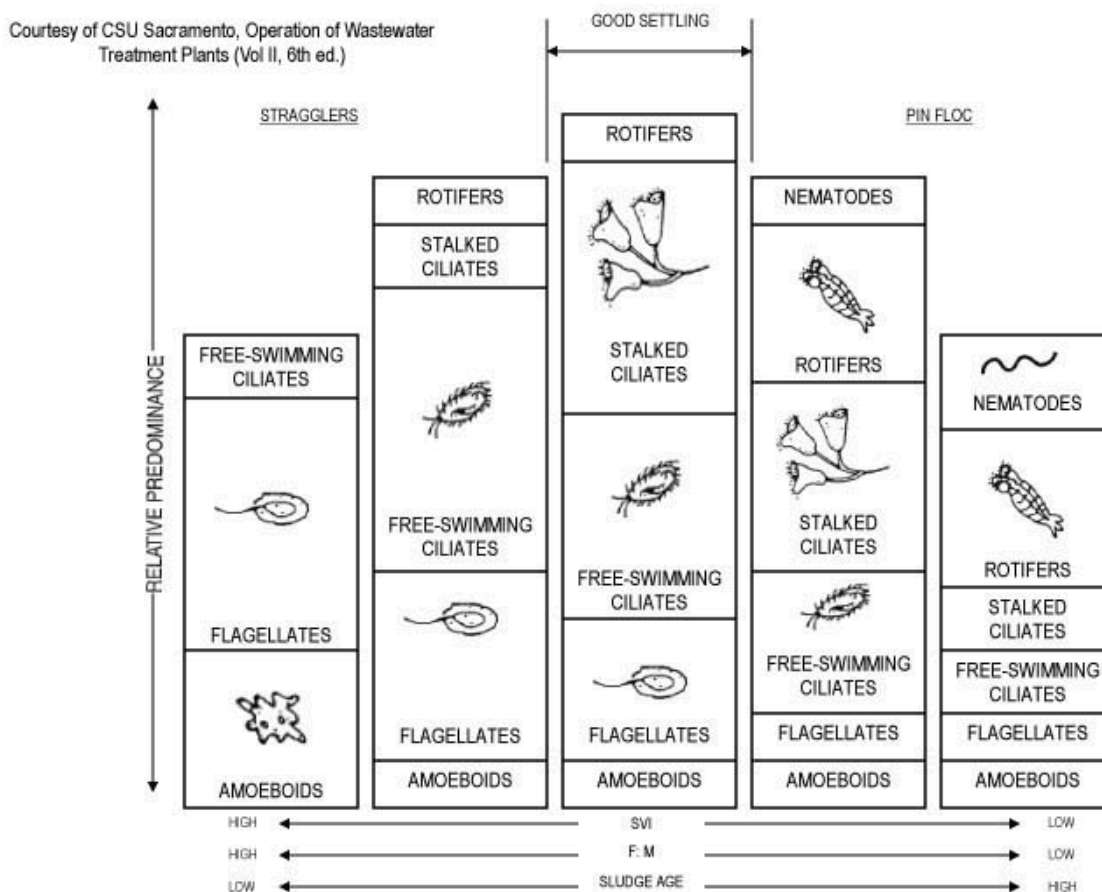 Courtesy of CSU Sacramento, Operation of Wastewater
Treatment Plants (Vol II, 6th ed.)
GOOD SETTLING
STRAGGLERS
PIN FLOC
RELATIVE PREDOMINANCE
FREE-SWIMMING
CILIATES
FLAGELLATES
AMOEBOIDS
ROTIFERS
STALKED
CILIATES
FREE-SWIMMING
CILIATES
FLAGELLATES
AMOEBOIDS
ROTIFERS
STALKED
CILIATES
FREE-SWIMMING
CILIATES
FLAGELLATES
AMOEBOIDS
NEMATODES
ROTIFERS
STALKED
CILIATES
FREE-SWIMMING
CILIATES
FLAGELLATES
AMOEBOIDS
NEMATODES
ROTIFERS
STALKED
CILIATES
FREE-SWIMMING
CILIATES
FLAGELLATES
AMOEBOIDS
HIGH SVI LOW
HIGH F: M LOW
LOW SLUDGE AGE HIGH